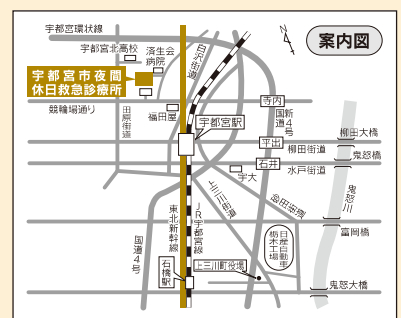 宇都宮環状線
N
案内図
宇都宮北高校
済生会
病院
白沢街道
宇都宮市夜間
休日救急診療所
競輪場通り
田原街道
福田屋
宇都宮駅
寺内
新国道4号
平出
柳田街道
柳田大橋
石井
水戸街道
鬼怒橋
宇大
上三川街道
鬼怒川
国道4号
東北新幹線
JR宇都宮線
日産自動車
栃木工場
富岡橋
石橋駅
上三川町役場
鬼怒大橋